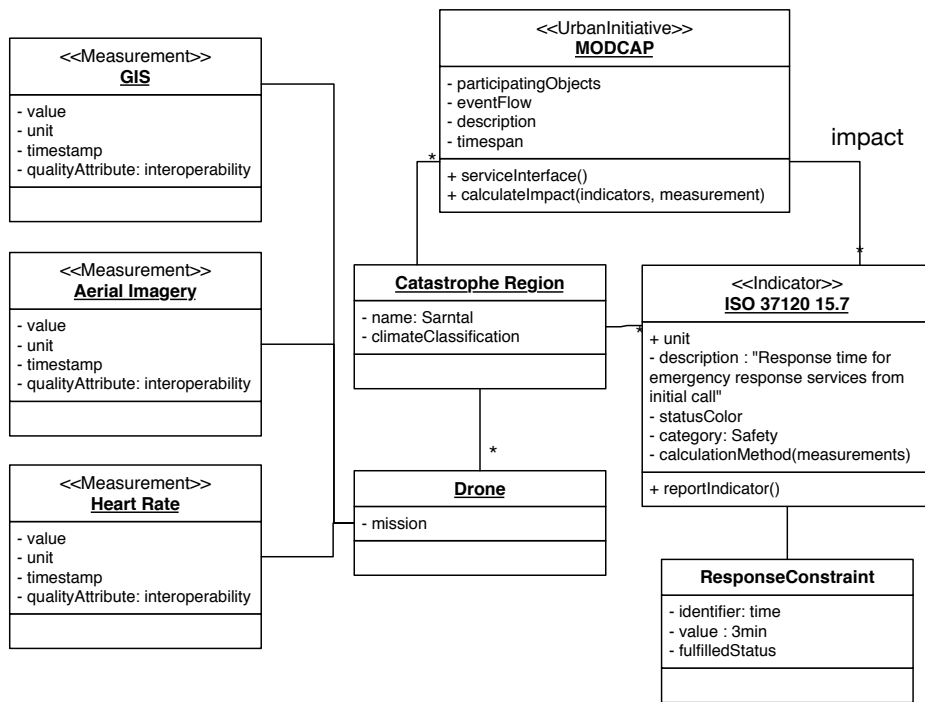 <<Measurement>>
GIS
- value
- unit
- timestamp
- qualityAttribute: interoperability
<<Measurement>>
Aerial Imagery
- value
- unit
- timestamp
- qualityAttribute: interoperability
<<Measurement>>
Heart Rate
- value
- unit
- timestamp
- qualityAttribute: interoperability
<<UrbanInitiative>>
MODCAP
- participatingObjects
- eventFlow
- description
- timespan
+ serviceInterface()
+ calculateImpact(indicators, measurement)
*
impact
*
Catastrophe Region
- name: Sarntal
- climateClassification
*
*
Drone
- mission
<<Indicator>>
ISO 37120 15.7
+ unit
- description : "Response time for
emergency response services from
initial call"
- statusColor
- category: Safety
- calculationMethod(measurements)
+ reportIndicator()
ResponseConstraint
- identifier: time
- value : 3min
- fulfilledStatus